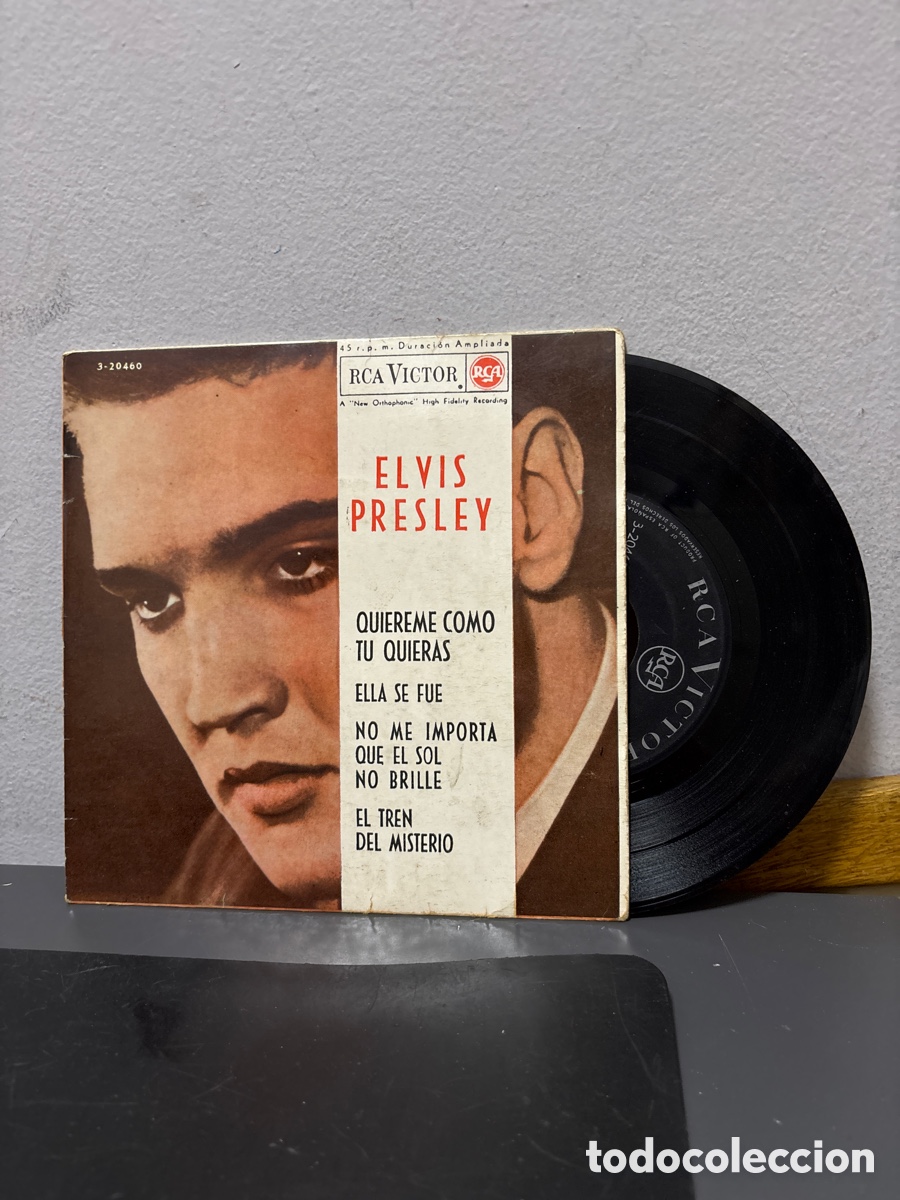 3-20460
45 r.p.m. Duración Ampliada
RCA VICTOR.
RCA
A "New Orthophonic" High Fidelity Recording
ELVIS
PRESLEY
QUIEREME COMO
TU QUIERAS
ELLA SE FUE
NO ME IMPORTA
QUE EL SOL
NO BRILLE
EL TREN
DEL MISTERIO
RCA VICTOR
RCA
todocoleccion